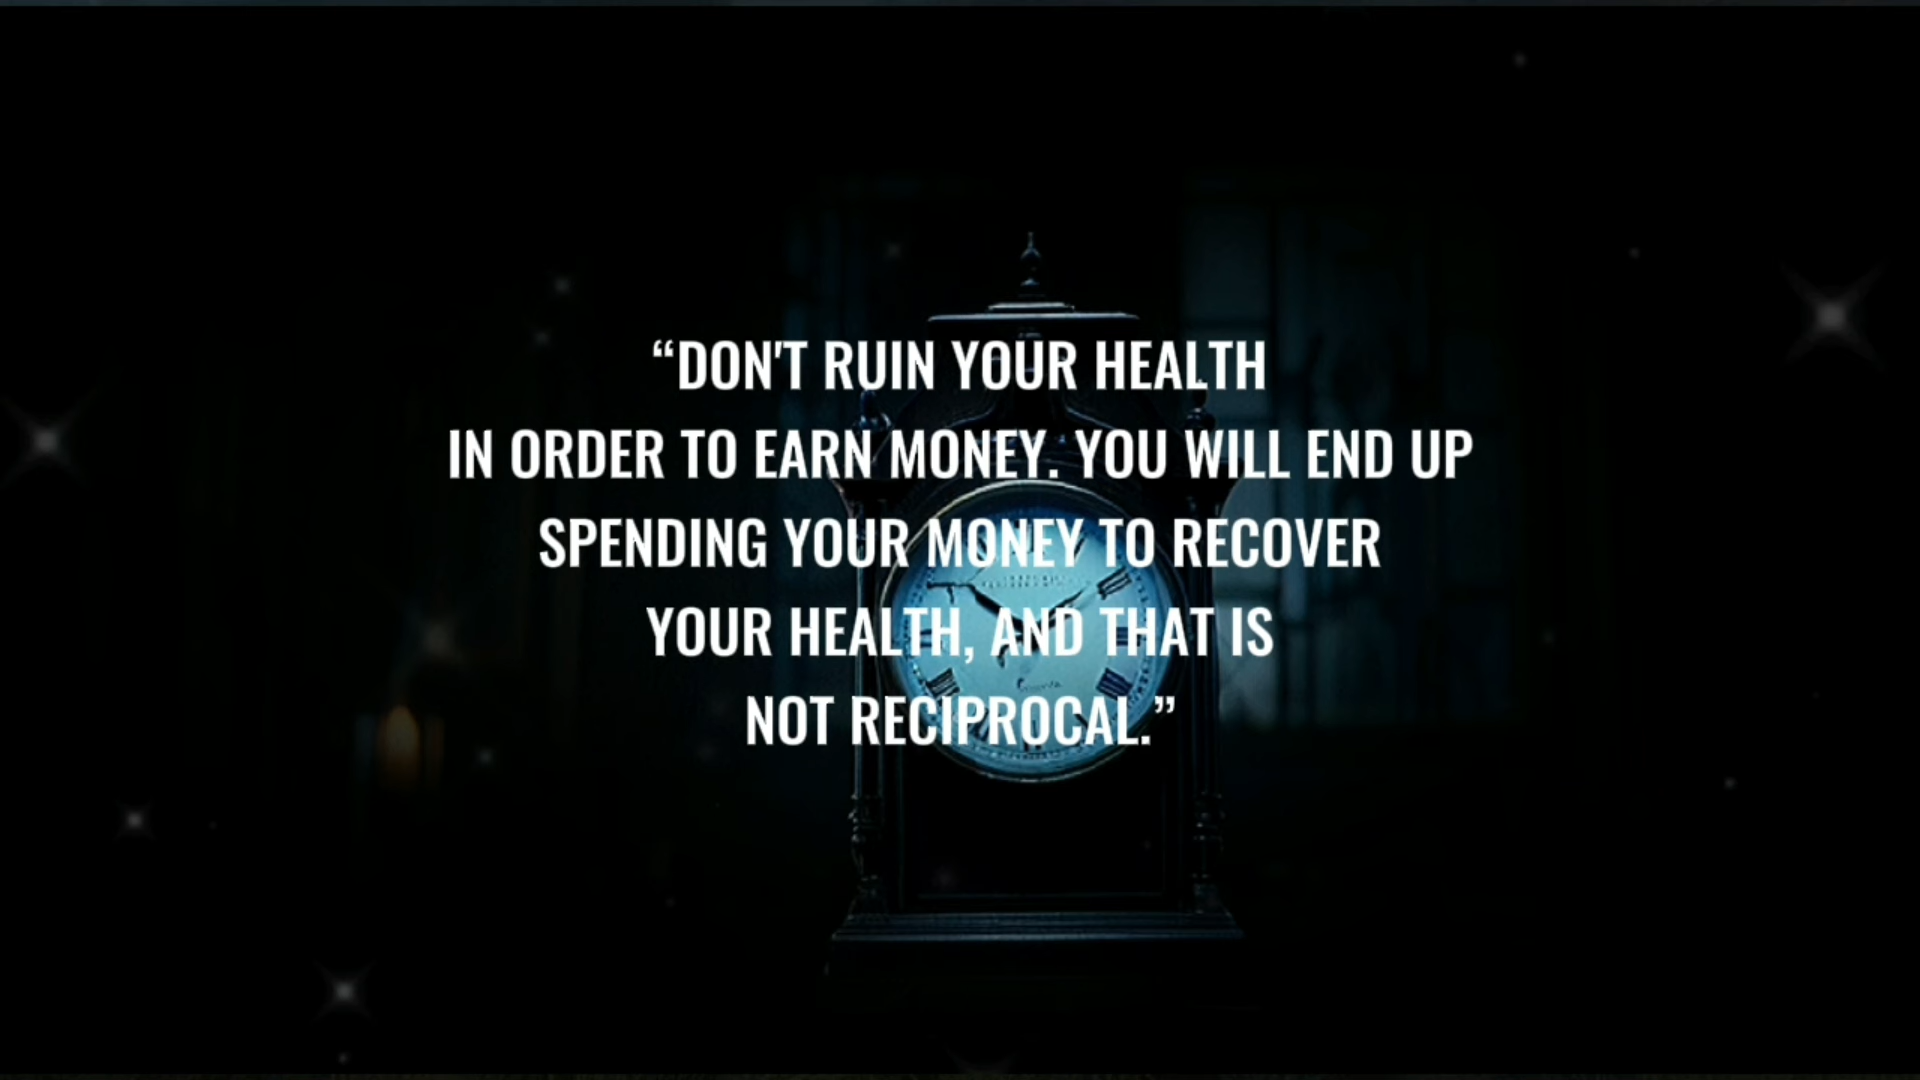 “DON'T RUIN YOUR HEALTH
IN ORDER TO EARN MONEY. YOU WILL END UP
SPENDING YOUR MONEY TO RECOVER
YOUR HEALTH, AND THAT IS
NOT RECIPROCAL.”